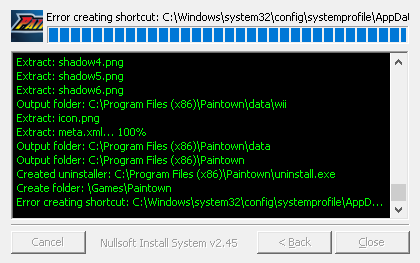 Error creating shortcut: C:\Windows\system32\config\systemprofile\AppDa
Extract: shadow4.png
Extract: shadow5.png
Extract: shadow6.png
Output folder: C:\Program Files (x86)\Paintown\data\wii
Extract: icon.png
Extract: meta.xml... 100%
Output folder: C:\Program Files (x86)\Paintown\data
Output folder: C:\Program Files (x86)\Paintown
Created uninstaller: C:\Program Files (x86)\Paintown\uninstall.exe
Create folder: \Games\Paintown
Error creating shortcut: C:\Windows\system32\config\systemprofile\AppD...
Cancel Nullsoft Install System v2.45 < Back Close